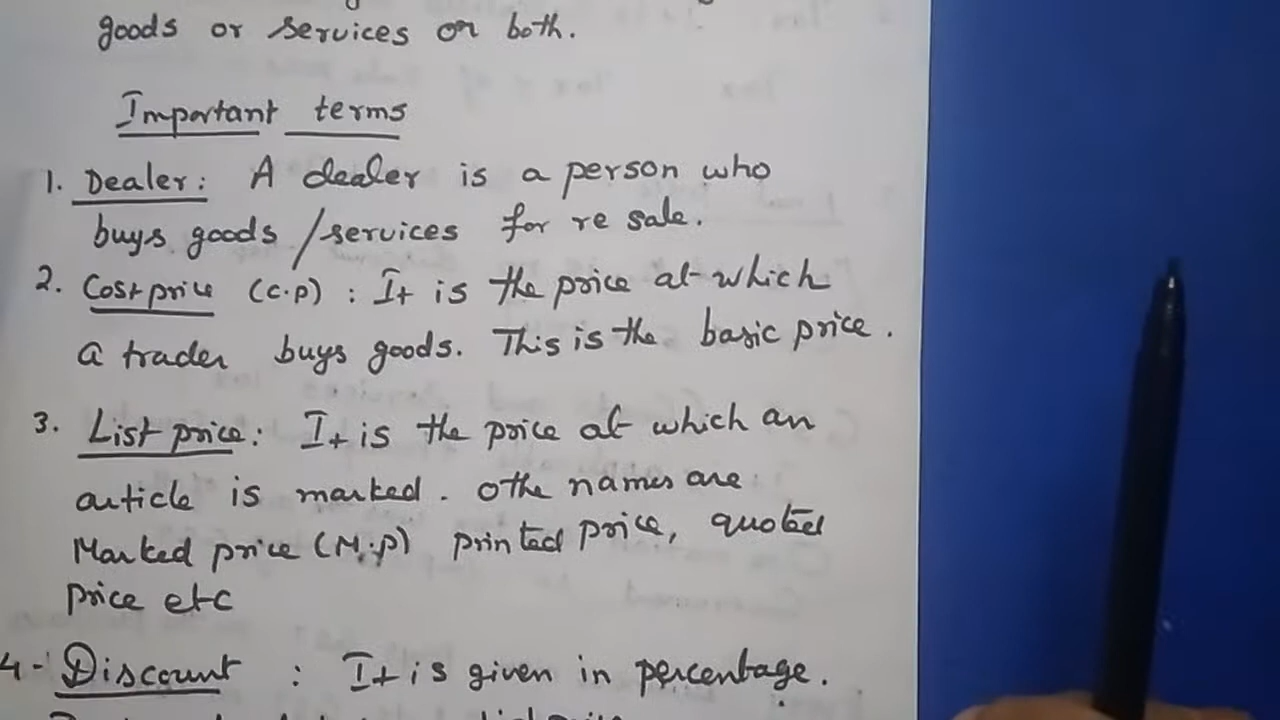 goods or services or both.
Important terms
1. Dealer: A dealer is a person who
buys goods /services for re sale.
2. Cost price (C.P) : It is the price at which
a trader buys goods. This is the basic price.
3. List price: It is the price at which an
article is marked. othe names are
Marked price (M.P) printed price, quoted
price etc
4. Discount : It is given in percentage.